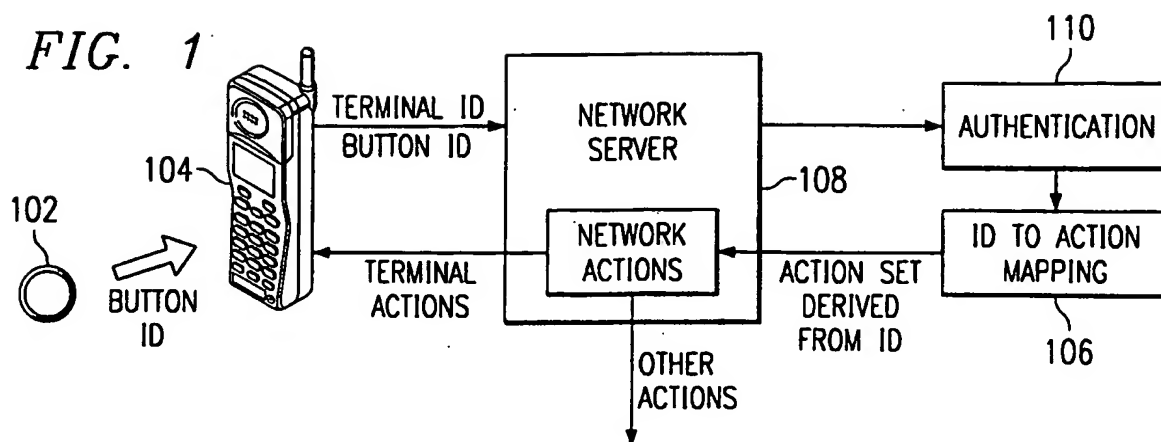 FIG. 1
110
TERMINAL ID
BUTTON ID
NETWORK
SERVER
AUTHENTICATION
104
108
102
BUTTON
ID
TERMINAL
ACTIONS
NETWORK
ACTIONS
ACTION SET
DERIVED
FROM ID
ID TO ACTION
MAPPING
106
OTHER
ACTIONS